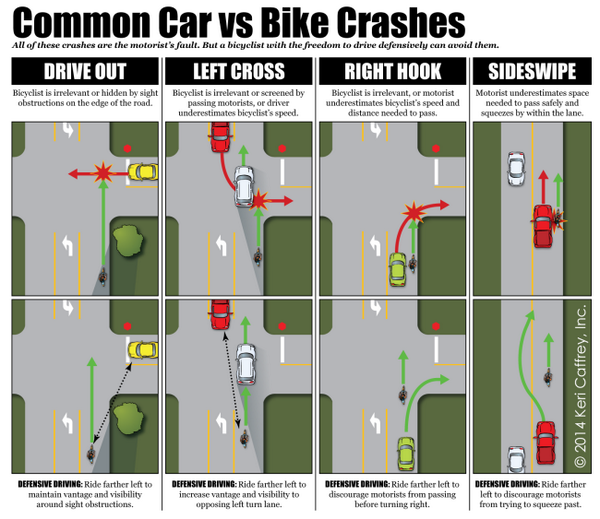 Common Car vs Bike Crashes
All of these crashes are the motorist's fault. But a bicyclist with the freedom to drive defensively can avoid them.
DRIVE OUT
Bicyclist is irrelevant or hidden by sight
obstructions on the edge of the road.
LEFT CROSS
Bicyclist is irrelevant or screened by
passing motorists, or driver
underestimates bicyclist's speed.
RIGHT HOOK
Bicyclist is irrelevant, or motorist
underestimates bicyclist's speed and
distance needed to pass.
SIDESWIPE
Motorist underestimates space
needed to pass safely and
squeezes by within the lane.
DEFENSIVE DRIVING: Ride farther left to
maintain vantage and visibility
around sight obstructions.
DEFENSIVE DRIVING: Ride farther left to
increase vantage and visibility to
opposing left turn lane.
DEFENSIVE DRIVING: Ride farther left to
discourage motorists from passing
before turning right.
DEFENSIVE DRIVING: Ride farther
left to discourage motorists
from trying to squeeze past.
© 2014 Keri Caffrey, Inc.